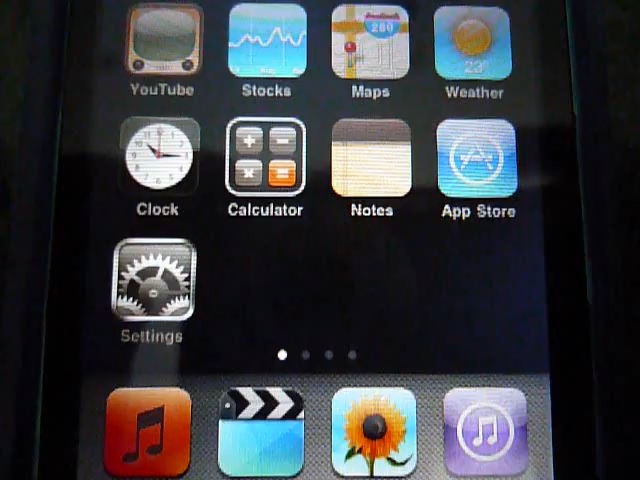 YouTube Stocks Maps Weather
280
23°
Clock Calculator Notes App Store
Settings